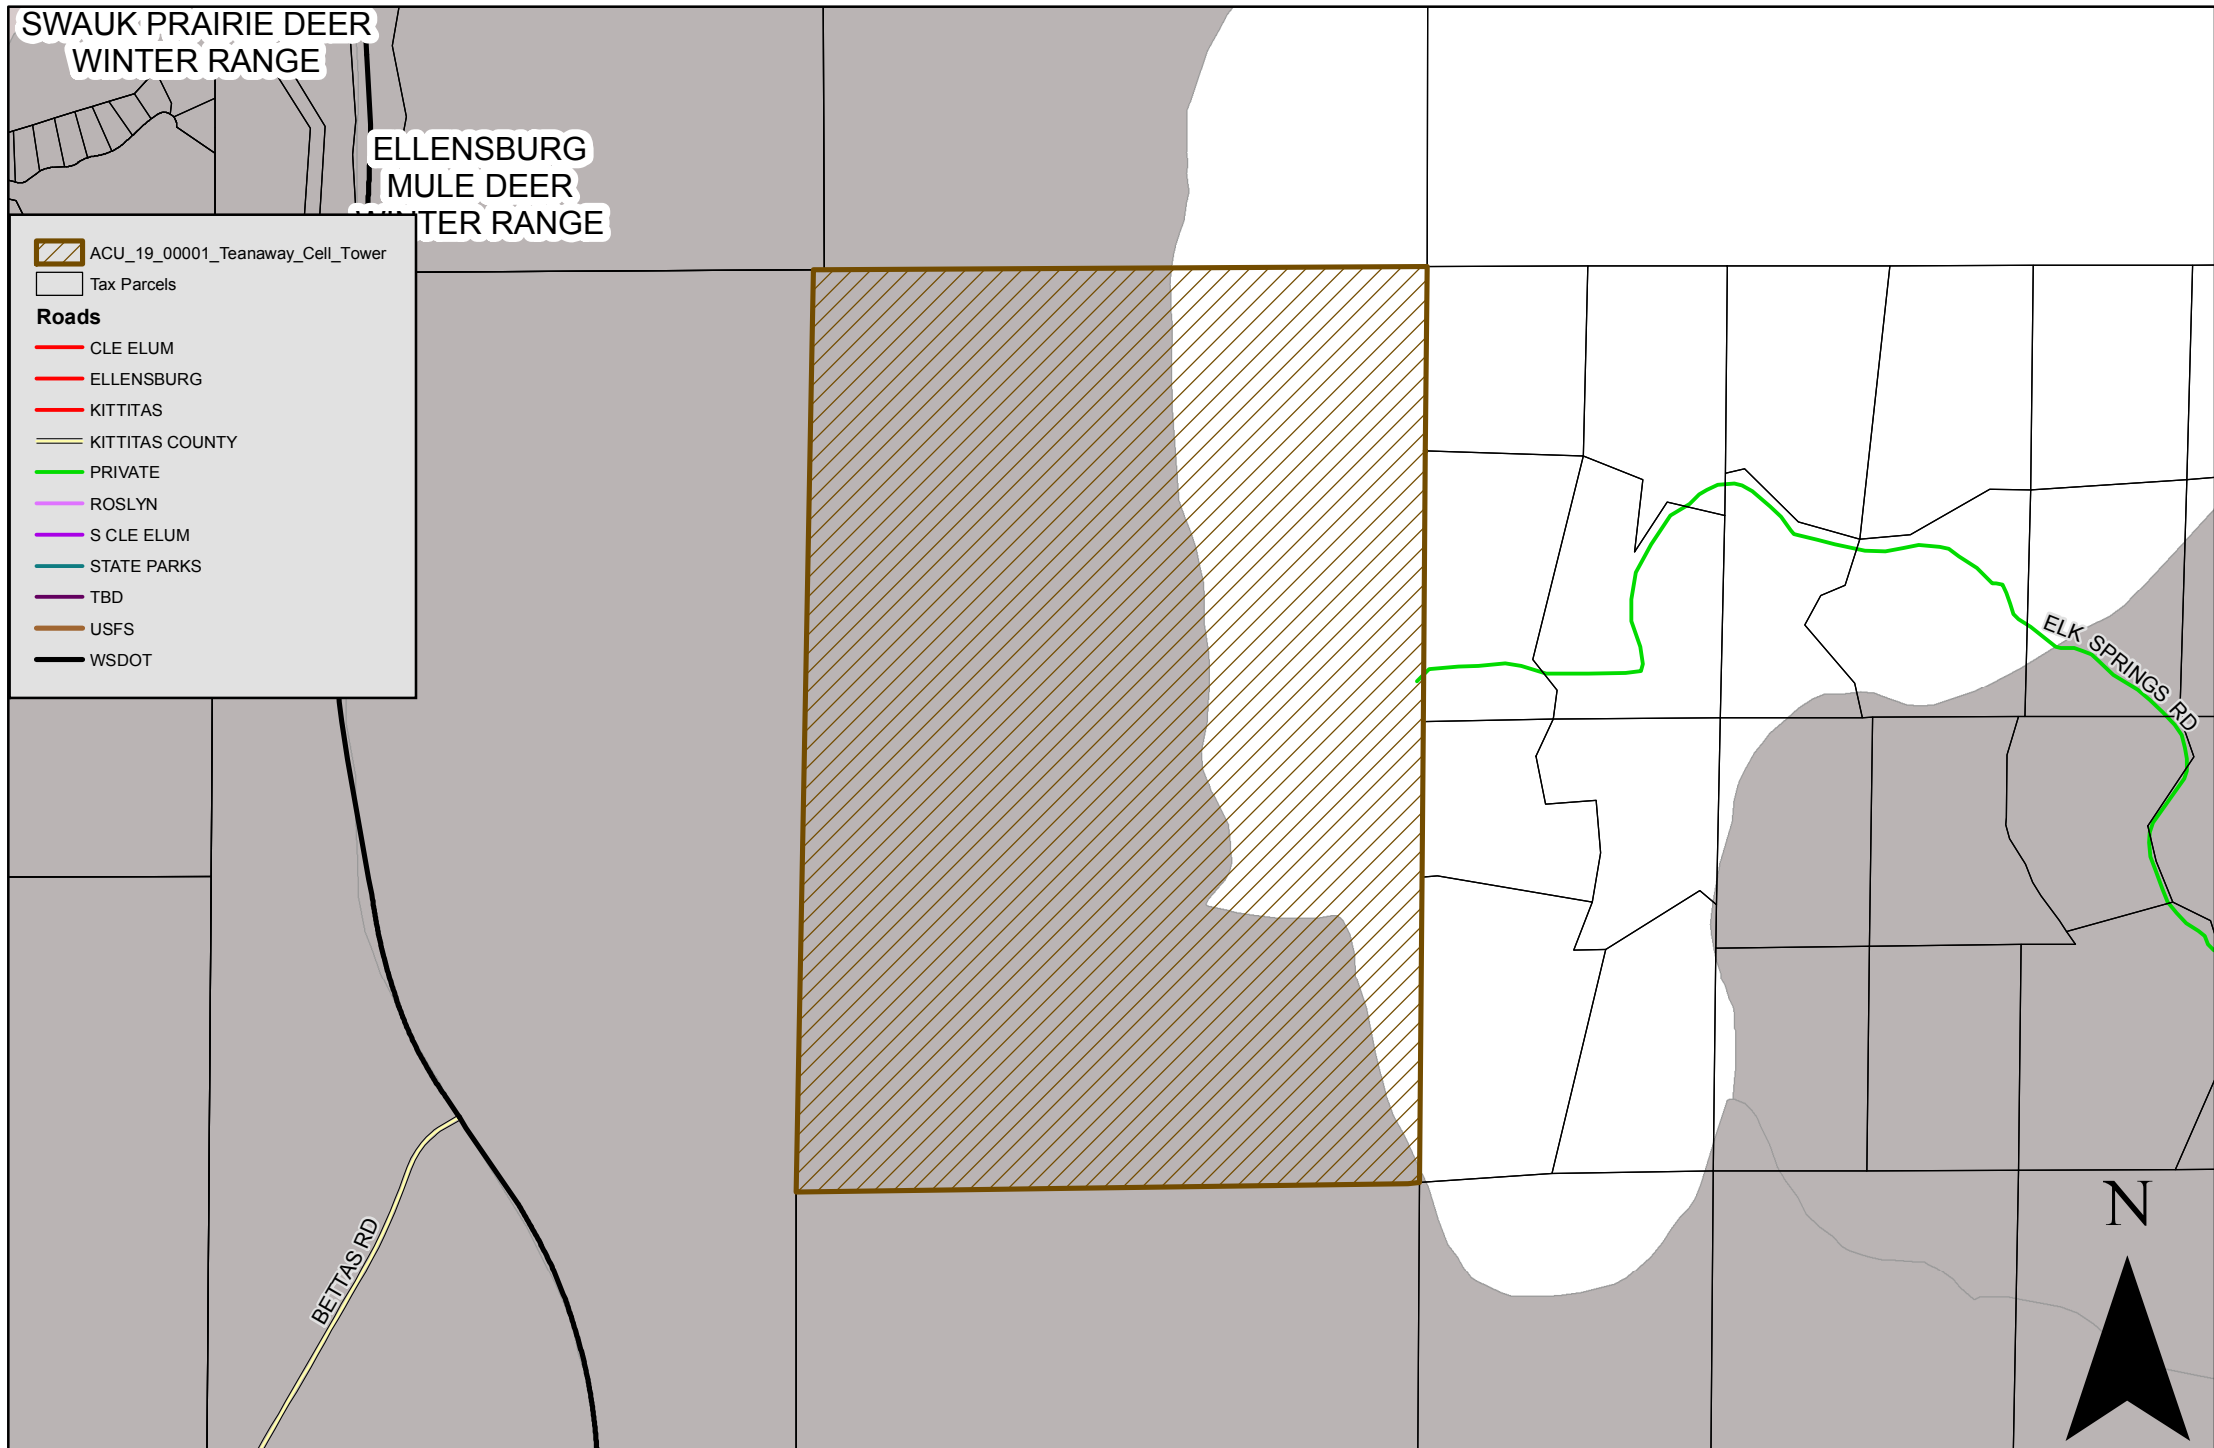 SWAUK PRAIRIE DEER
WINTER RANGE
ELLENSBURG
MULE DEER
WINTER RANGE
ACU_19_00001_Teanaway_Cell_Tower
Tax Parcels
Roads
CLE ELUM
ELLENSBURG
KITTITAS
KITTITAS COUNTY
PRIVATE
ROSLYN
S CLE ELUM
STATE PARKS
TBD
USFS
WSDOT
ELK SPRINGS RD
BETTAS RD
N